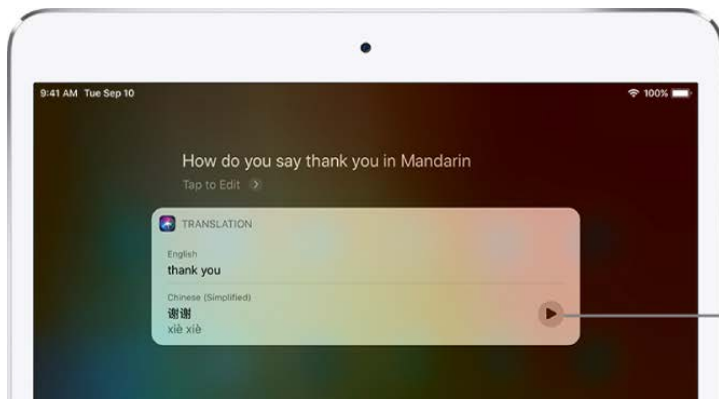 9:41 AM Tue Sep 10
100%
How do you say thank you in Mandarin
Tap to Edit
TRANSLATION
English
thank you
Chinese (Simplified)
谢谢
xiè xiè